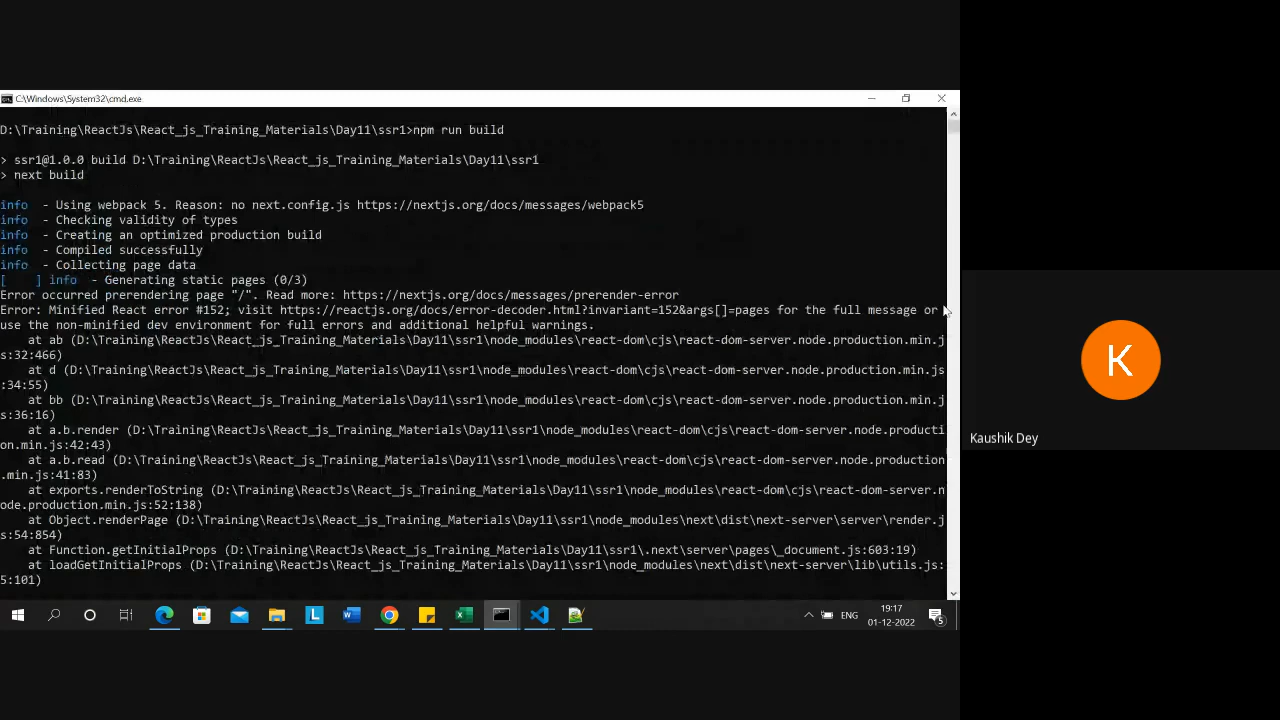 C:\Windows\System32\cmd.exe
D:\Training\ReactJs\React_js_Training_Materials\Day11\ssr1>npm run build
> ssr1@1.0.0 build D:\Training\ReactJs\React_js_Training_Materials\Day11\ssr1
> next build
info - Using webpack 5. Reason: no next.config.js https://nextjs.org/docs/messages/webpack5
info - Checking validity of types
info - Creating an optimized production build
info - Compiled successfully
info - Collecting page data
[    ] info - Generating static pages (0/3)
Error occurred prerendering page "/". Read more: https://nextjs.org/docs/messages/prerender-error
Error: Minified React error #152; visit https://reactjs.org/docs/error-decoder.html?invariant=152&args[]=pages for the full message or
use the non-minified dev environment for full errors and additional helpful warnings.
at ab (D:\Training\ReactJs\React_js_Training_Materials\Day11\ssr1\node_modules\react-dom\cjs\react-dom-server.node.production.min.j
s:32:466)
at d (D:\Training\ReactJs\React_js_Training_Materials\Day11\ssr1\node_modules\react-dom\cjs\react-dom-server.node.production.min.js
:34:55)
at bb (D:\Training\ReactJs\React_js_Training_Materials\Day11\ssr1\node_modules\react-dom\cjs\react-dom-server.node.production.min.j
s:36:16)
at a.b.render (D:\Training\ReactJs\React_js_Training_Materials\Day11\ssr1\node_modules\react-dom\cjs\react-dom-server.node.producti
on.min.js:42:43)
at a.b.read (D:\Training\ReactJs\React_js_Training_Materials\Day11\ssr1\node_modules\react-dom\cjs\react-dom-server.node.production
.min.js:41:83)
at exports.renderToString (D:\Training\ReactJs\React_js_Training_Materials\Day11\ssr1\node_modules\react-dom\cjs\react-dom-server.n
ode.production.min.js:52:138)
at Object.renderPage (D:\Training\ReactJs\React_js_Training_Materials\Day11\ssr1\node_modules\next\dist\next-server\server\render.j
s:54:854)
at Function.getInitialProps (D:\Training\ReactJs\React_js_Training_Materials\Day11\ssr1\.next\server\pages\_document.js:603:19)
at loadGetInitialProps (D:\Training\ReactJs\React_js_Training_Materials\Day11\ssr1\node_modules\next\dist\next-server\lib\utils.js:
5:101)
K
Kaushik Dey
L
ENG
19:17
01-12-2022
5